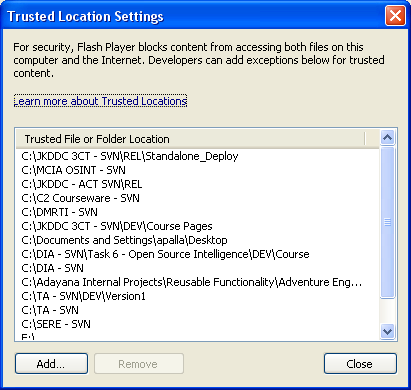 Trusted Location Settings
For security, Flash Player blocks content from accessing both files on this
computer and the Internet. Developers can add exceptions below for trusted
content.
Learn more about Trusted Locations
Trusted File or Folder Location
C:\JKDDC 3CT - SVN\REL\Standalone_Deploy
C:\MCIA OSINT - SVN
C:\JKDDC - ACT SVN\REL
C:\C2 Courseware - SVN
C:\DMRTI - SVN
C:\JKDDC 3CT - SVN\DEV\Course Pages
C:\Documents and Settings\apalla\Desktop
C:\DIA - SVN\Task 6 - Open Source Intelligence\DEV\Course
C:\DIA - SVN
C:\Adayana Internal Projects\Reusable Functionality\Adventure Eng...
C:\TA - SVN\DEV\Version1
C:\TA - SVN
C:\SERE - SVN
Add...
Remove
Close